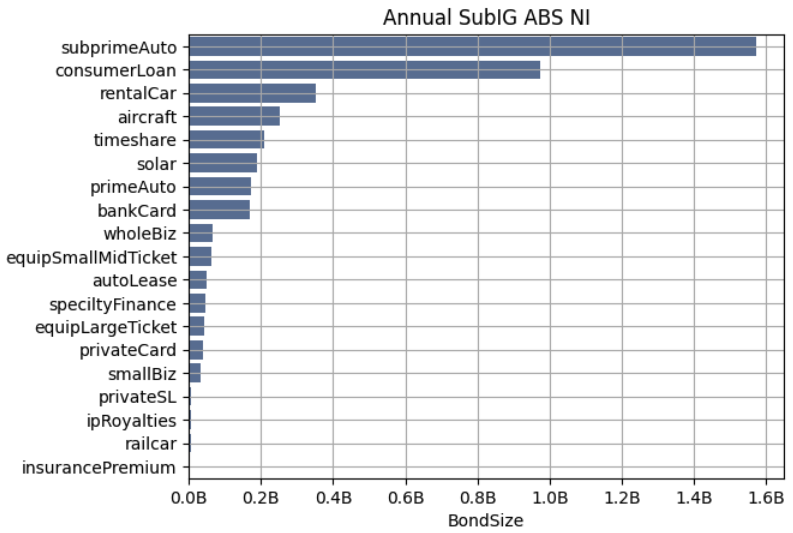 Annual SubIG ABS NI
subprimeAuto
consumerLoan
rentalCar
aircraft
timeshare
solar
primeAuto
bankCard
wholeBiz
equipSmallMidTicket
autoLease
speciltyFinance
equipLargeTicket
privateCard
smallBiz
privateSL
ipRoyalties
railcar
insurancePremium
0.0B 0.2B 0.4B 0.6B 0.8B 1.0B 1.2B 1.4B 1.6B
BondSize